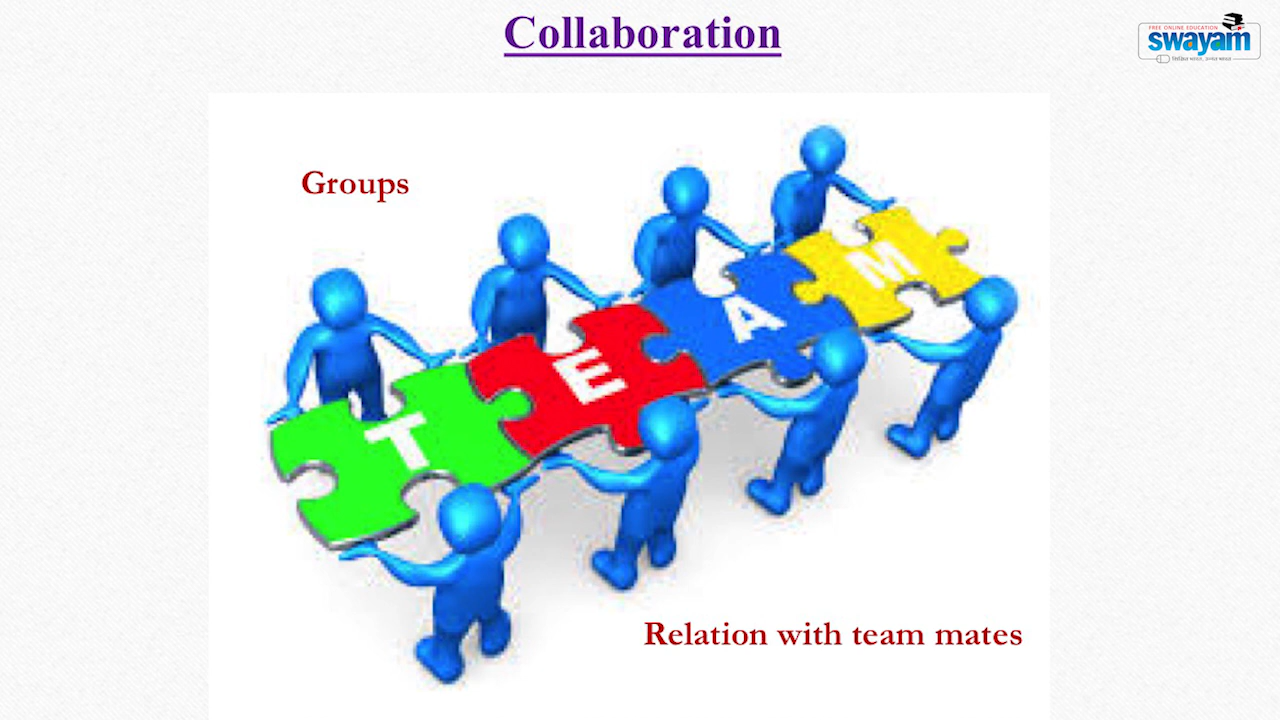 Collaboration
FREE ONLINE EDUCATION
swayam
Groups
T E A M
Relation with team mates